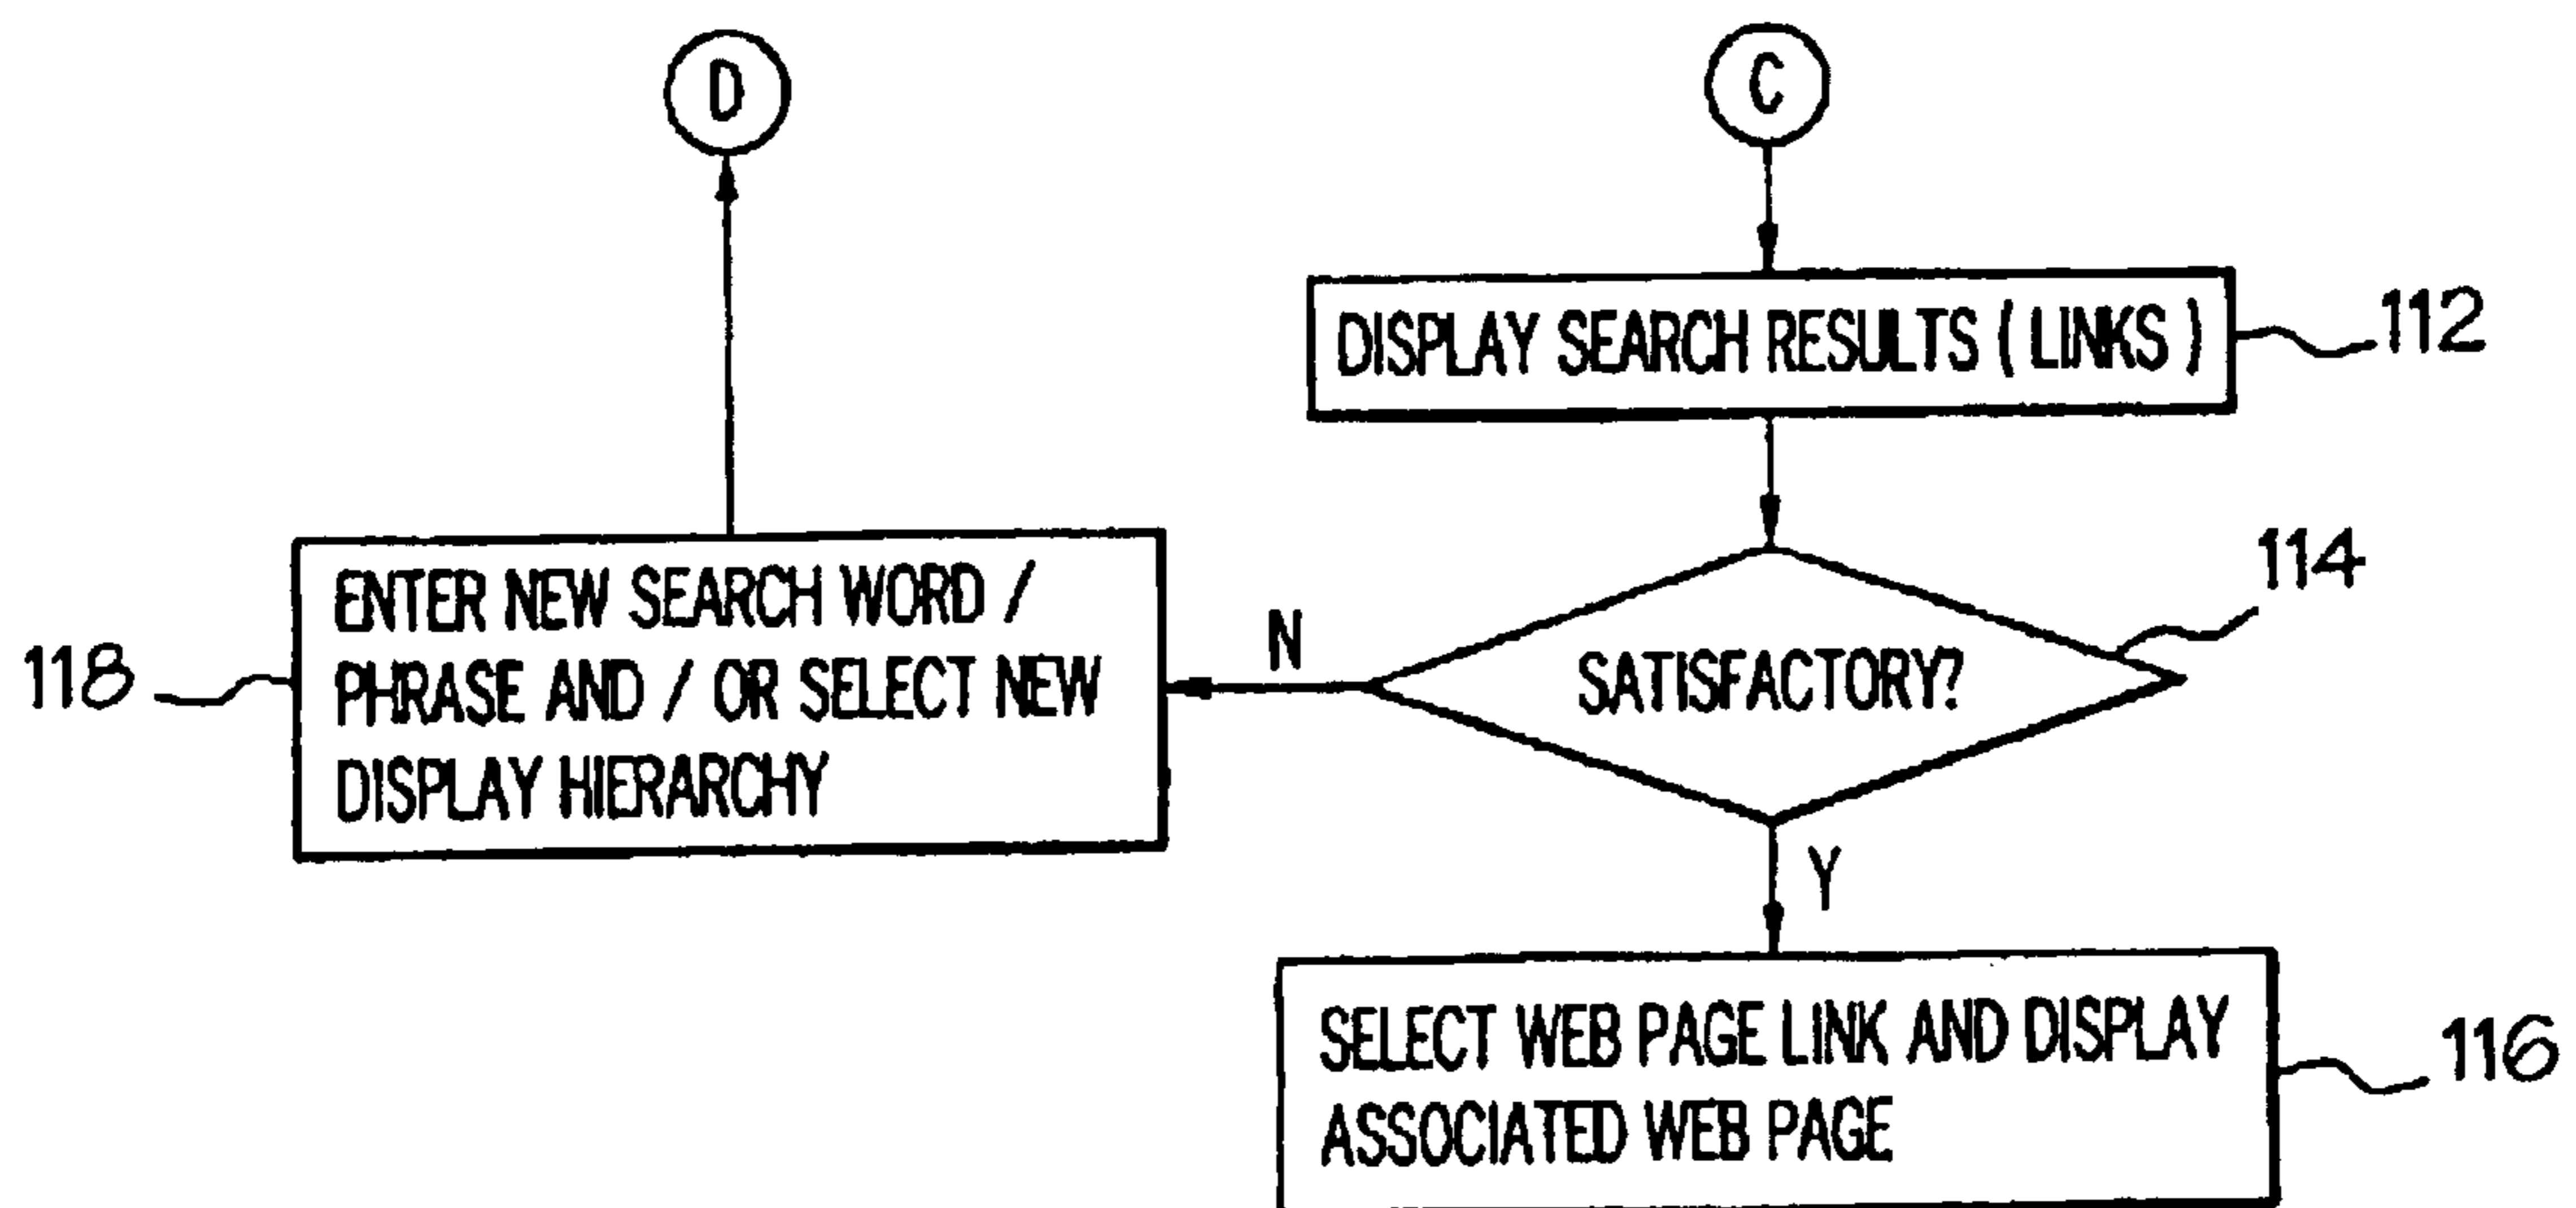 D
C
DISPLAY SEARCH RESULTS ( LINKS )
112
114
SATISFACTORY?
N
ENTER NEW SEARCH WORD /
PHRASE AND / OR SELECT NEW
DISPLAY HIERARCHY
118
Y
SELECT WEB PAGE LINK AND DISPLAY
ASSOCIATED WEB PAGE
116